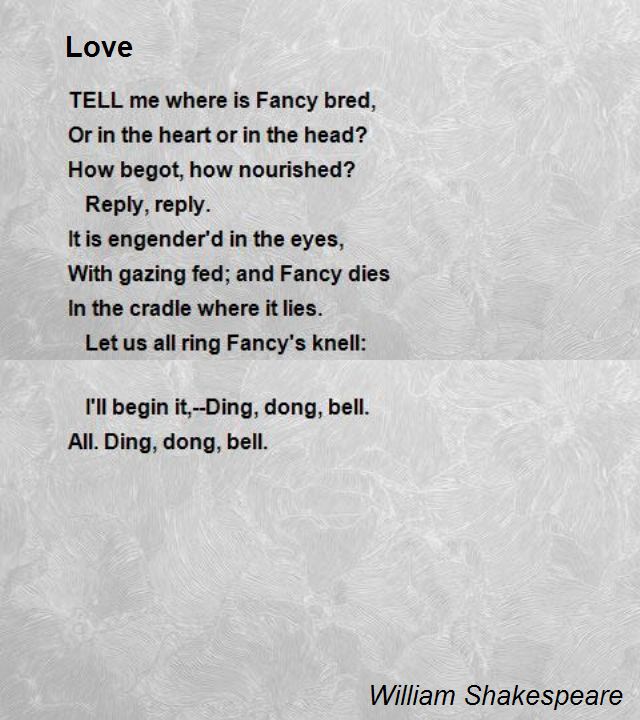 Love
TELL me where is Fancy bred,
Or in the heart or in the head?
How begot, how nourished?
Reply, reply.
It is engender'd in the eyes,
With gazing fed; and Fancy dies
In the cradle where it lies.
Let us all ring Fancy's knell:
I'll begin it,--Ding, dong, bell.
All. Ding, dong, bell.
William Shakespeare